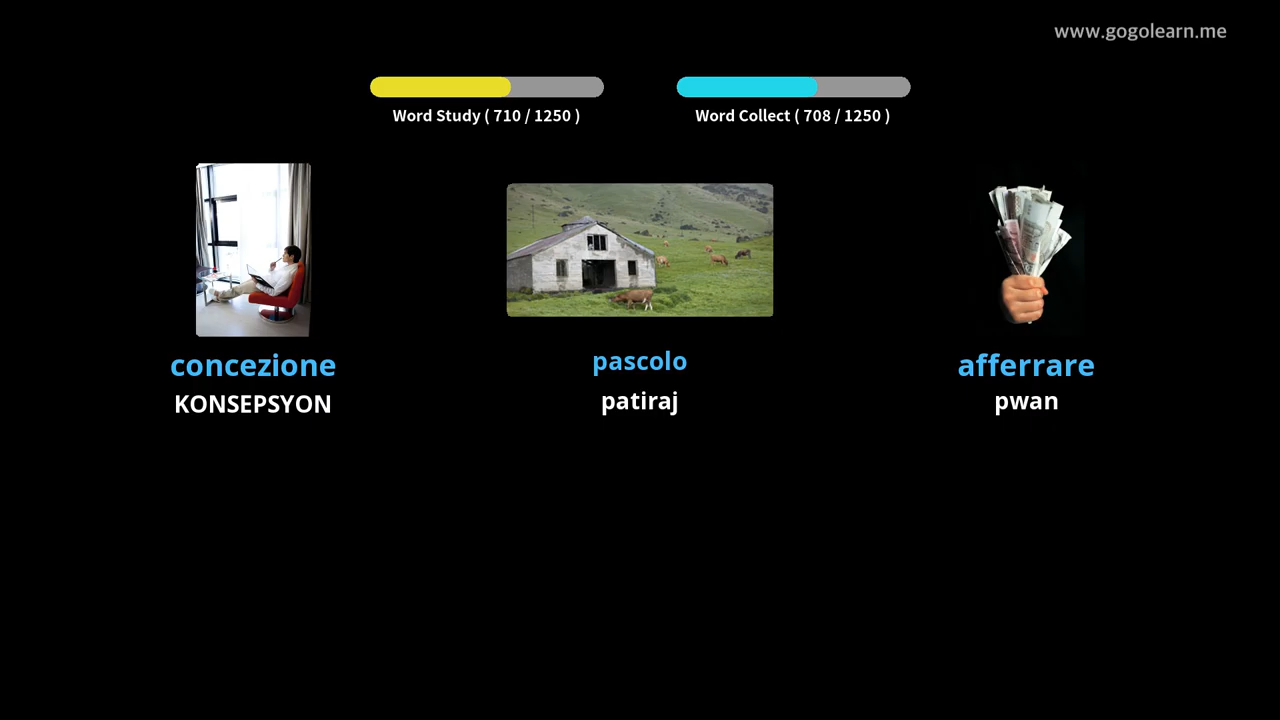 www.gogolearn.me
Word Study ( 710 / 1250 )
Word Collect ( 708 / 1250 )
concezione
KONSEPSYON
pascolo
patiraj
afferrare
pwan